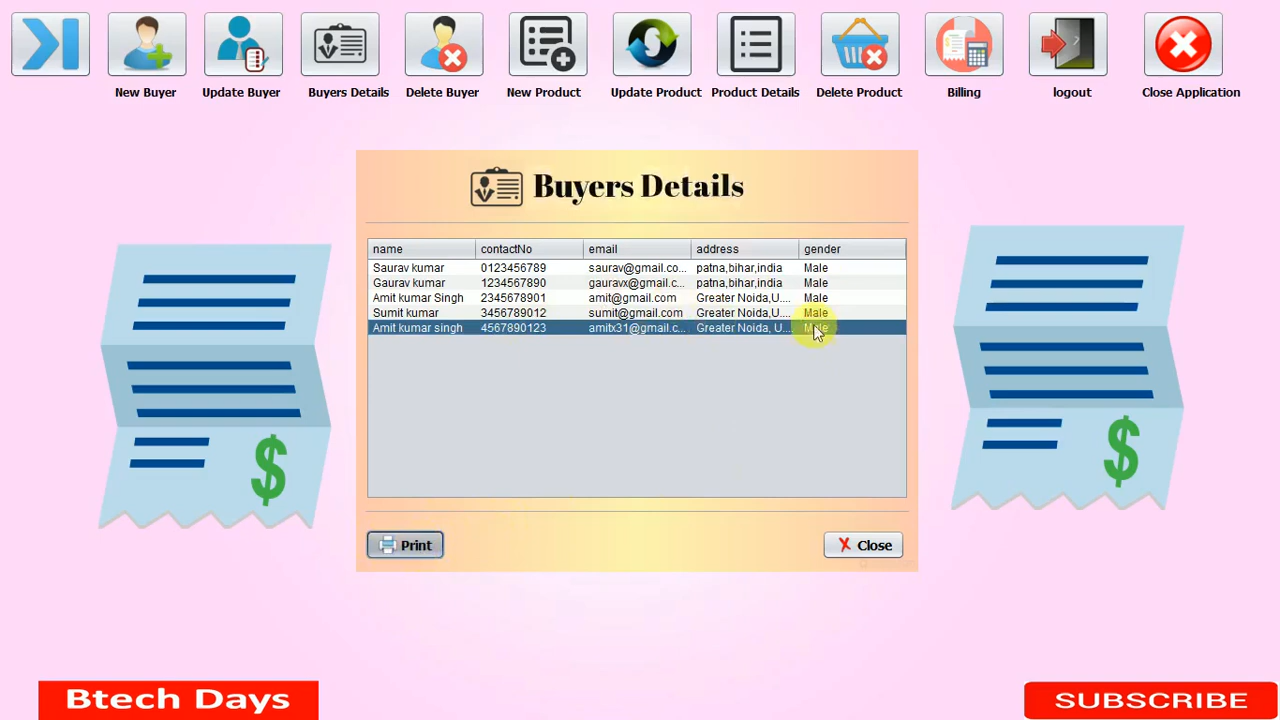 New Buyer Update Buyer Buyers Details Delete Buyer New Product Update Product Product Details Delete Product Billing logout Close Application
Buyers Details
name contactNo email address gender
Saurav kumar 0123456789 saurav@gmail.co... patna,bihar,india Male
Gaurav kumar 1234567890 gauravx@gmail.c... patna,bihar,india Male
Amit kumar Singh 2345678901 amit@gmail.com Greater Noida,U.... Male
Sumit kumar 3456789012 sumit@gmail.com Greater Noida,U.... Male
Amit kumar singh 4567890123 amitx31@gmail.c... Greater Noida, U.... Male
Print Close
Btech Days SUBSCRIBE